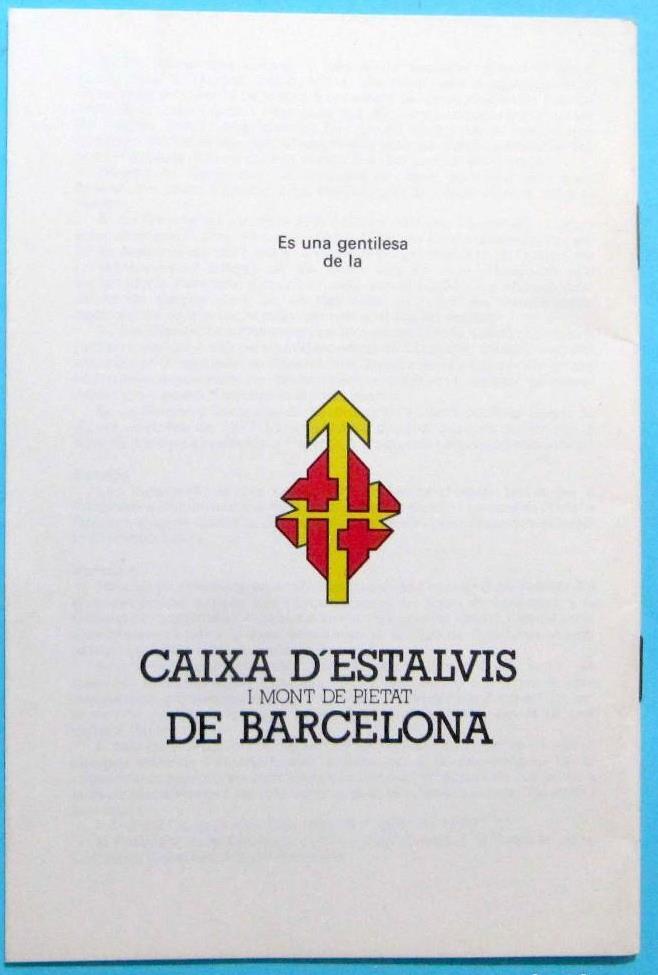 Es una gentilesa
de la
CAIXA D´ESTALVIS
I MONT DE PIETAT
DE BARCELONA